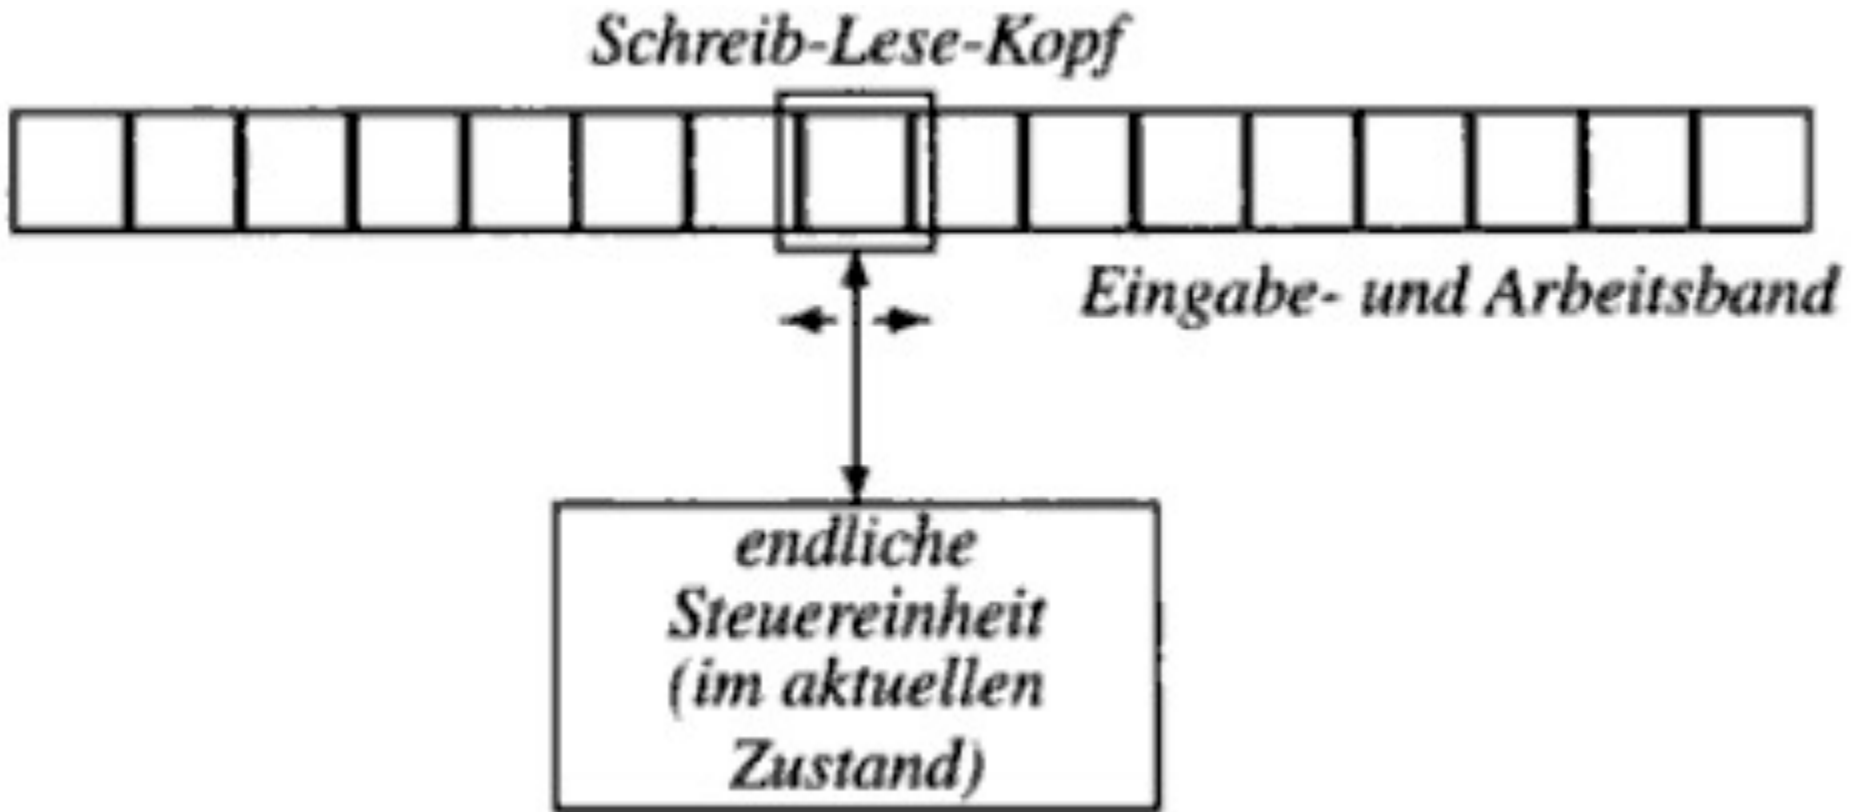 Schreib-Lese-Kopf
Eingabe- und Arbeitsband
endliche
Steuereinheit
(im aktuellen
Zustand)